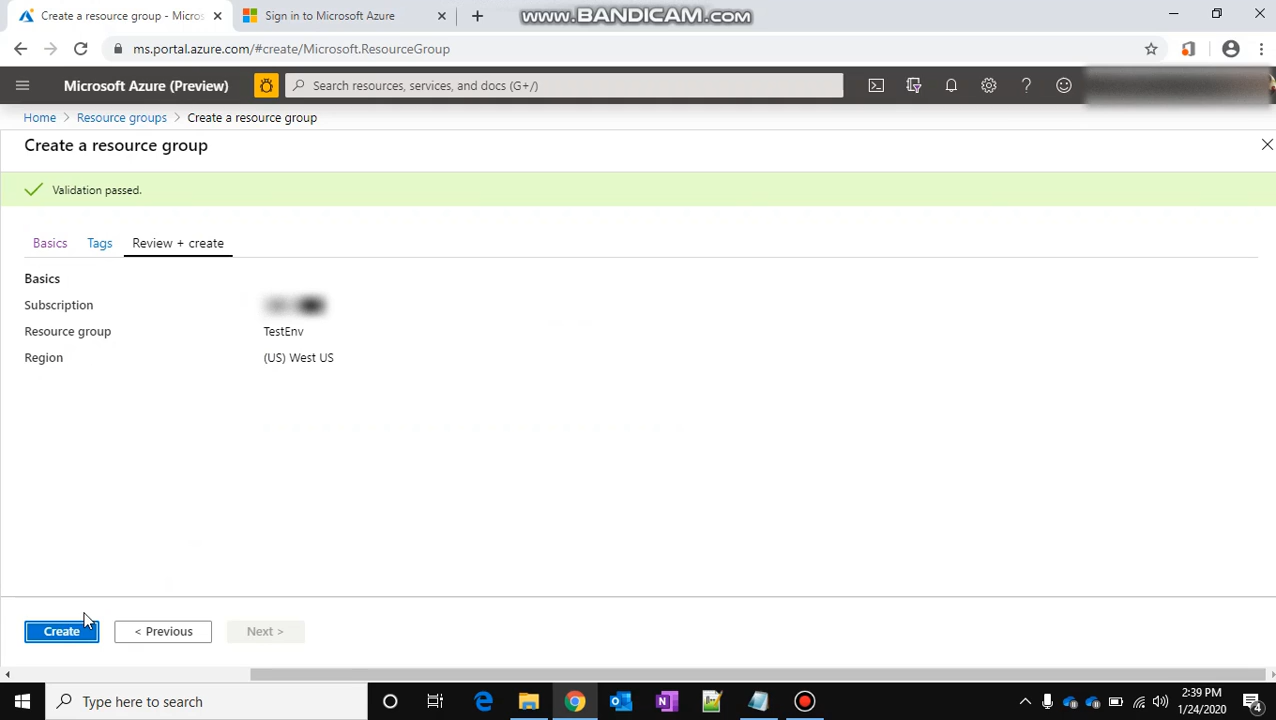 Create a resource group - Micros
Sign in to Microsoft Azure
www.BANDICAM.com
ms.portal.azure.com/#create/Microsoft.ResourceGroup
Microsoft Azure (Preview)
Search resources, services, and docs (G+/)
Home > Resource groups > Create a resource group
Create a resource group
Validation passed.
Basics Tags Review + create
Basics
Subscription
Resource group TestEnv
Region (US) West US
Create < Previous Next >
Type here to search
2:39 PM
1/24/2020
4